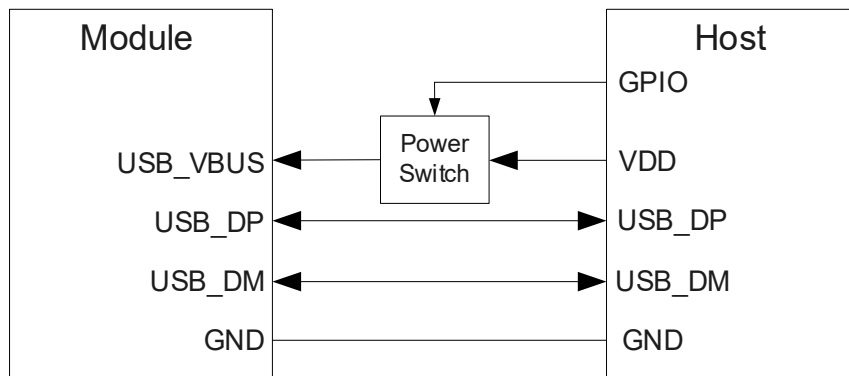 Module
Host
GPIO
Power
Switch
USB_VBUS
VDD
USB_DP
USB_DP
USB_DM
USB_DM
GND
GND